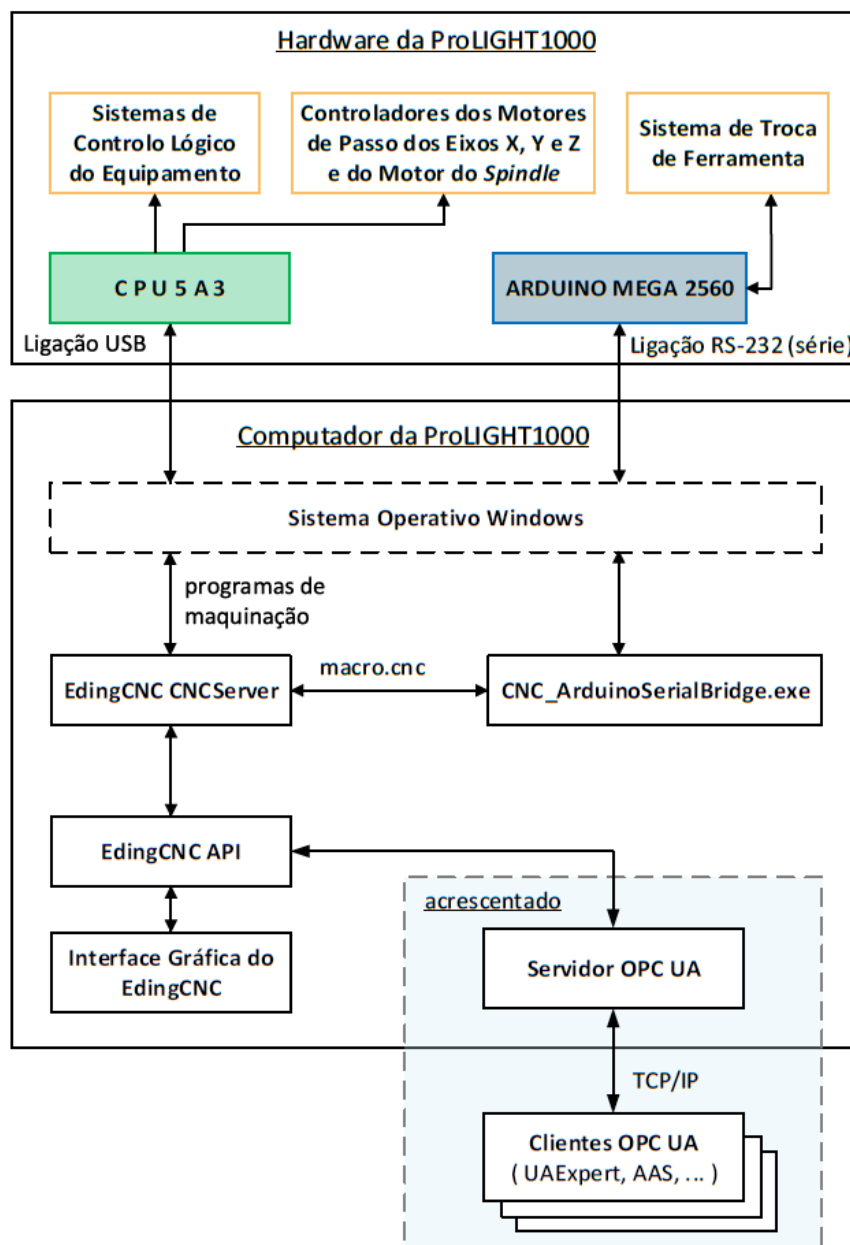 Hardware da ProLIGHT1000
Sistemas de
Controlo Lógico
do Equipamento
Controladores dos Motores
de Passo dos Eixos X, Y e Z
e do Motor do Spindle
Sistema de Troca
de Ferramenta
C P U 5 A 3
ARDUINO MEGA 2560
Ligação USB
Ligação RS-232 (série)
Computador da ProLIGHT1000
Sistema Operativo Windows
programas de
maquinação
EdingCNC CNCServer
macro.cnc
CNC_ArduinoSerialBridge.exe
EdingCNC API
acrescentado
Interface Gráfica do
EdingCNC
Servidor OPC UA
TCP/IP
Clientes OPC UA
( UAExpert, AAS, ... )